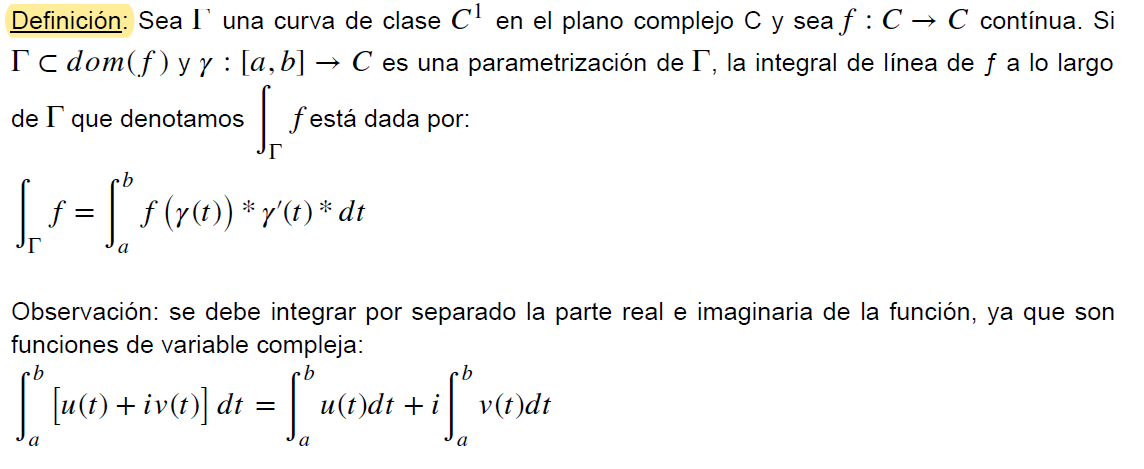 Definición: Sea Γ una curva de clase C¹ en el plano complejo C y sea f : C → C contínua. Si
Γ ⊂ dom(f) y γ : [a, b] → C es una parametrización de Γ, la integral de línea de f a lo largo
de Γ que denotamos ∫_Γ f está dada por:
∫_Γ f = ∫_a^b f (γ(t)) * γ′(t) * dt
Observación: se debe integrar por separado la parte real e imaginaria de la función, ya que son
funciones de variable compleja:
∫_a^b [u(t) + iv(t)] dt = ∫_a^b u(t)dt + i ∫_a^b v(t)dt